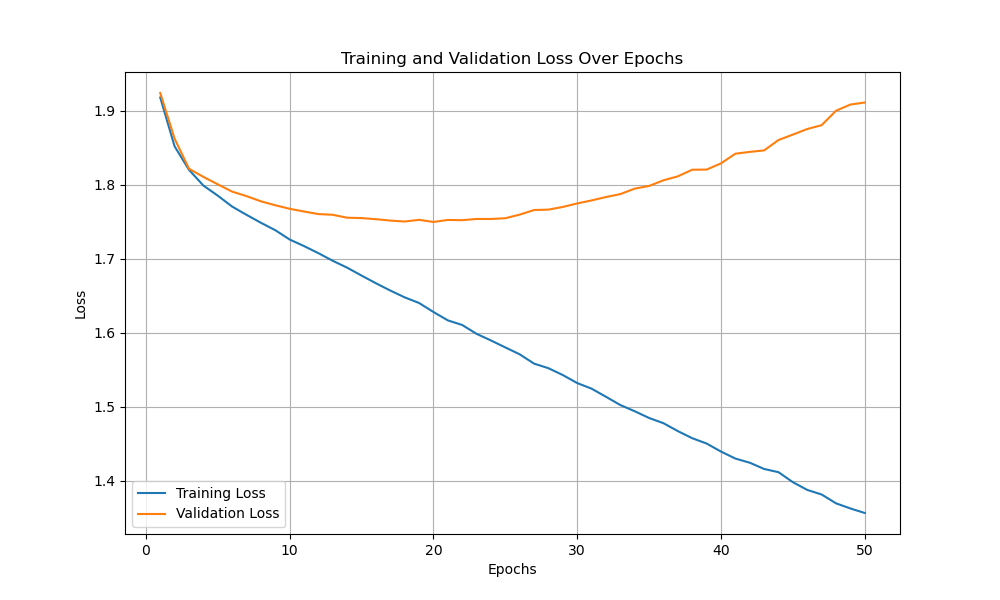 Training and Validation Loss Over Epochs
1.9
1.8
1.7
1.6
1.5
1.4
Loss
Training Loss
Validation Loss
0 10 20 30 40 50
Epochs